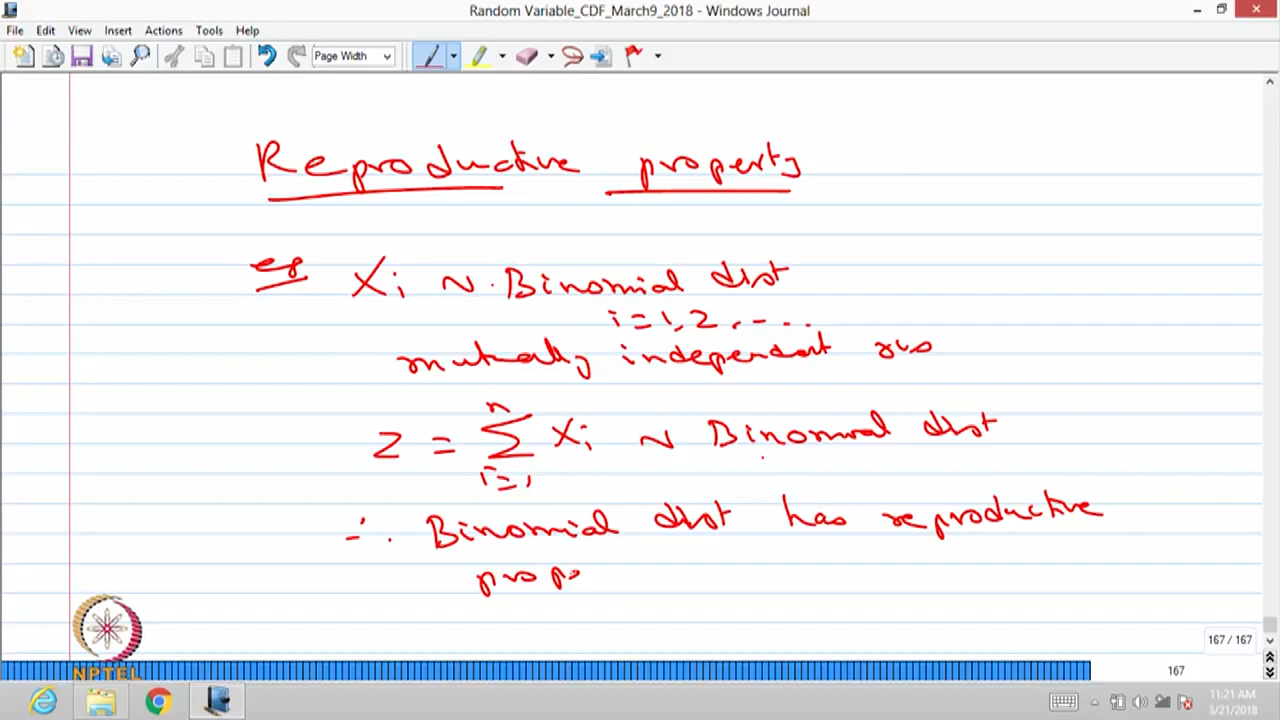 Random Variable_CDF_March9_2018 - Windows Journal
File Edit View Insert Actions Tools Help
Page Width
Reproductive property
eg Xi ~ Binomial dist
i=1,2,-...
mutually independent rvs
n
Z = Σ Xi ~ Binomial dist
i=1
∴ Binomial dist has reproductive
prope
167 / 167
NPTEL
167
11:21 AM
3/21/2018